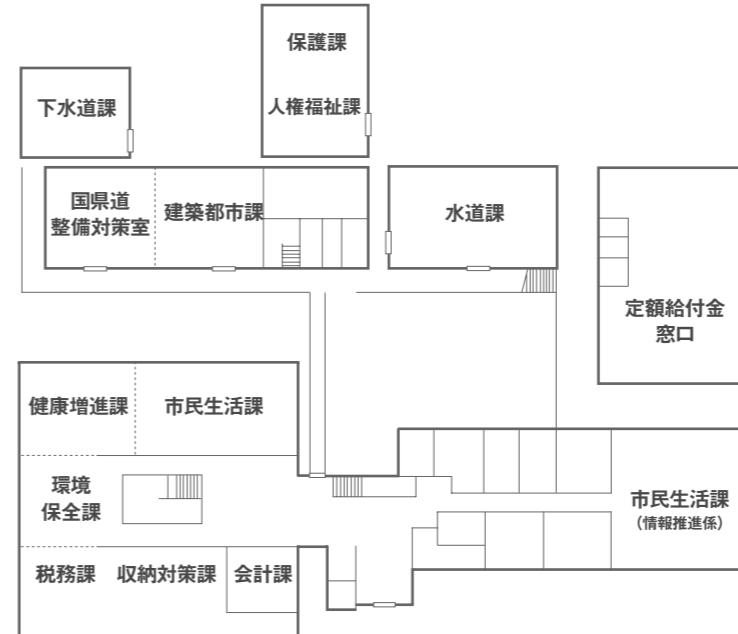 保護課
人権福祉課
下水道課
国県道
整備対策室
建築都市課
水道課
定額給付金
窓口
健康増進課
市民生活課
環境
保全課
市民生活課
（情報推進係）
税務課
収納対策課
会計課